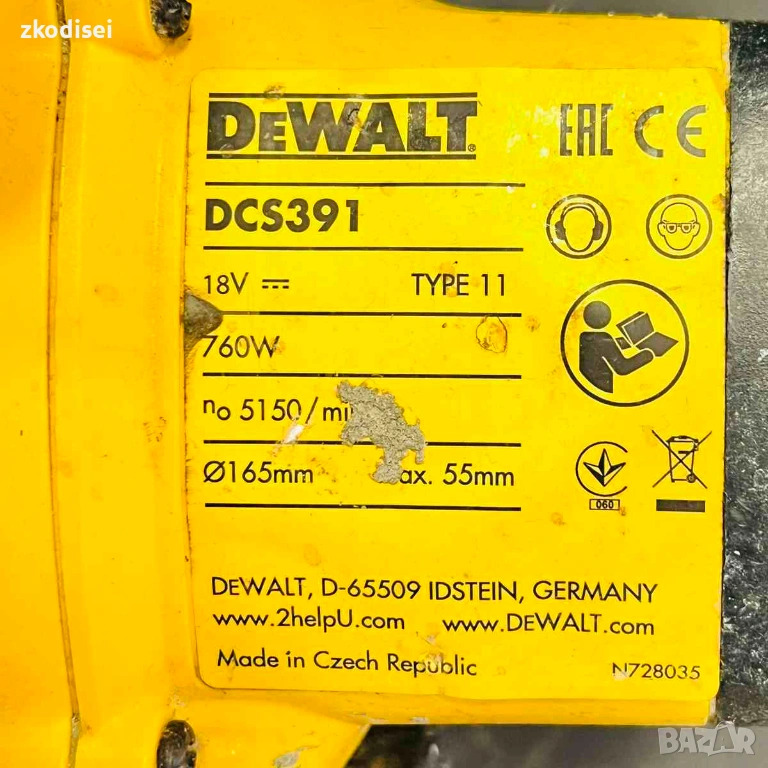 zkodisei
DEWALT
EAC CE
DCS391
18V TYPE 11
760W
no 5150/
Ø165mm 55mm
060
DEWALT, D-65509 IDSTEIN, GERMANY
www.2helpU.com www.DEWALT.com
Made in Czech Republic N728035
BAZAR